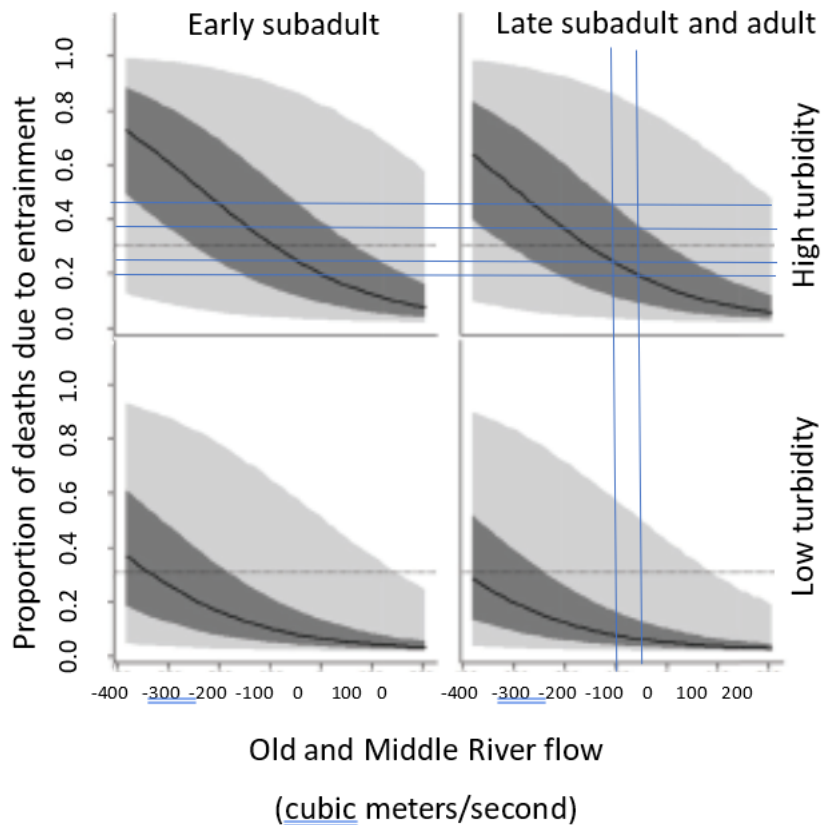 Early subadult
Late subadult and adult
Proportion of deaths due to entrainment
1.0
0.8
0.6
0.4
0.2
0.0
High turbidity
1.0
0.8
0.6
0.4
0.2
0.0
Low turbidity
-400 -300 -200 -100 0 100 0
-400 -300 -200 -100 0 100 200
Old and Middle River flow
(cubic meters/second)